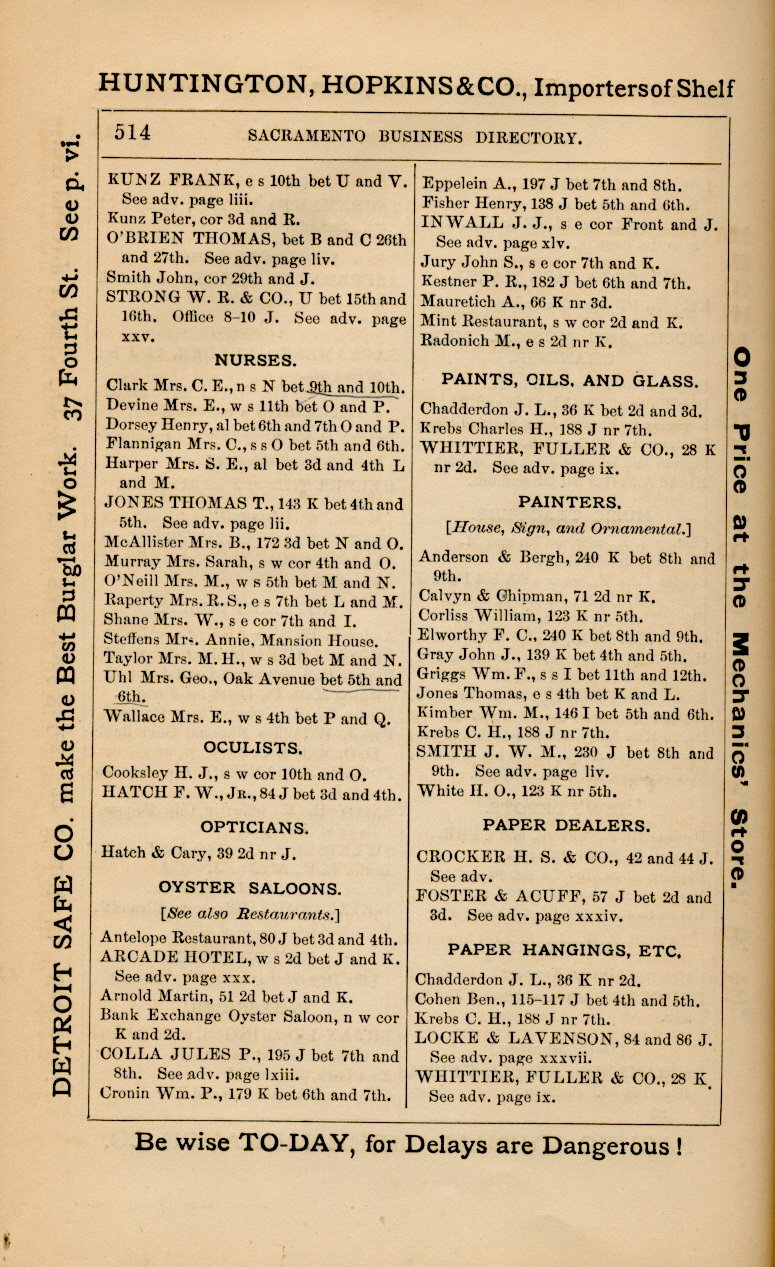 HUNTINGTON, HOPKINS & CO., Importers of Shelf
514 SACRAMENTO BUSINESS DIRECTORY.
KUNZ FRANK, e s 10th bet U and V.
See adv. page liii.
Kunz Peter, cor 3d and R.
O'BRIEN THOMAS, bet B and C 26th
and 27th. See adv. page liv.
Smith John, cor 29th and J.
STRONG W. R. & CO., U bet 15th and
16th. Office 8-10 J. See adv. page
xxv.
NURSES.
Clark Mrs. C. E., n s N bet 9th and 10th.
Devine Mrs. E., w s 11th bet O and P.
Dorsey Henry, al bet 6th and 7th O and P.
Flannigan Mrs. C., s s O bet 5th and 6th.
Harper Mrs. S. E., al bet 3d and 4th L
and M.
JONES THOMAS T., 143 K bet 4th and
5th. See adv. page lii.
McAllister Mrs. B., 172 3d bet N and O.
Murray Mrs. Sarah, s w cor 4th and O.
O'Neill Mrs. M., w s 5th bet M and N.
Raperty Mrs. R. S., e s 7th bet L and M.
Shane Mrs. W., s e cor 7th and I.
Steffens Mrs. Annie, Mansion House.
Taylor Mrs. M. H., w s 3d bet M and N.
Uhl Mrs. Geo., Oak Avenue bet 5th and
6th.
Wallace Mrs. E., w s 4th bet P and Q.
OCULISTS.
Cooksley H. J., s w cor 10th and O.
HATCH F. W., JR., 84 J bet 3d and 4th.
OPTICIANS.
Hatch & Cary, 39 2d nr J.
OYSTER SALOONS.
[See also Restaurants.]
Antelope Restaurant, 80 J bet 3d and 4th.
ARCADE HOTEL, w s 2d bet J and K.
See adv. page xxx.
Arnold Martin, 51 2d bet J and K.
Bank Exchange Oyster Saloon, n w cor
K and 2d.
COLLA JULES P., 195 J bet 7th and
8th. See adv. page lxiii.
Cronin Wm. P., 179 K bet 6th and 7th.
Eppelein A., 197 J bet 7th and 8th.
Fisher Henry, 138 J bet 5th and 6th.
INWALL J. J., s e cor Front and J.
See adv. page xlv.
Jury John S., s e cor 7th and K.
Kestner P. R., 182 J bet 6th and 7th.
Mauretich A., 66 K nr 3d.
Mint Restaurant, s w cor 2d and K.
Radonich M., e s 2d nr K.
PAINTS, OILS, AND GLASS.
Chadderdon J. L., 36 K bet 2d and 3d.
Krebs Charles H., 188 J nr 7th.
WHITTIER, FULLER & CO., 28 K
nr 2d. See adv. page ix.
PAINTERS.
[House, Sign, and Ornamental.]
Anderson & Bergh, 240 K bet 8th and
9th.
Calvyn & Chipman, 71 2d nr K.
Corliss William, 123 K nr 5th.
Elworthy F. C., 240 K bet 8th and 9th.
Gray John J., 139 K bet 4th and 5th.
Griggs Wm. F., s s I bet 11th and 12th.
Jones Thomas, e s 4th bet K and L.
Kimber Wm. M., 146 I bet 5th and 6th.
Krebs C. H., 188 J nr 7th.
SMITH J. W. M., 230 J bet 8th and
9th. See adv. page liv.
White H. O., 123 K nr 5th.
PAPER DEALERS.
CROCKER H. S. & CO., 42 and 44 J.
See adv.
FOSTER & ACUFF, 57 J bet 2d and
3d. See adv. page xxxiv.
PAPER HANGINGS, ETC.
Chadderdon J. L., 36 K nr 2d.
Cohen Ben., 115-117 J bet 4th and 5th.
Krebs C. H., 188 J nr 7th.
LOCKE & LAVENSON, 84 and 86 J.
See adv. page xxxvii.
WHITTIER, FULLER & CO., 28 K.
See adv. page ix.
DETROIT SAFE CO. make the Best Burglar Work. 37 Fourth St. See p. vi.
One Price at the Mechanics' Store.
Be wise TO-DAY, for Delays are Dangerous!